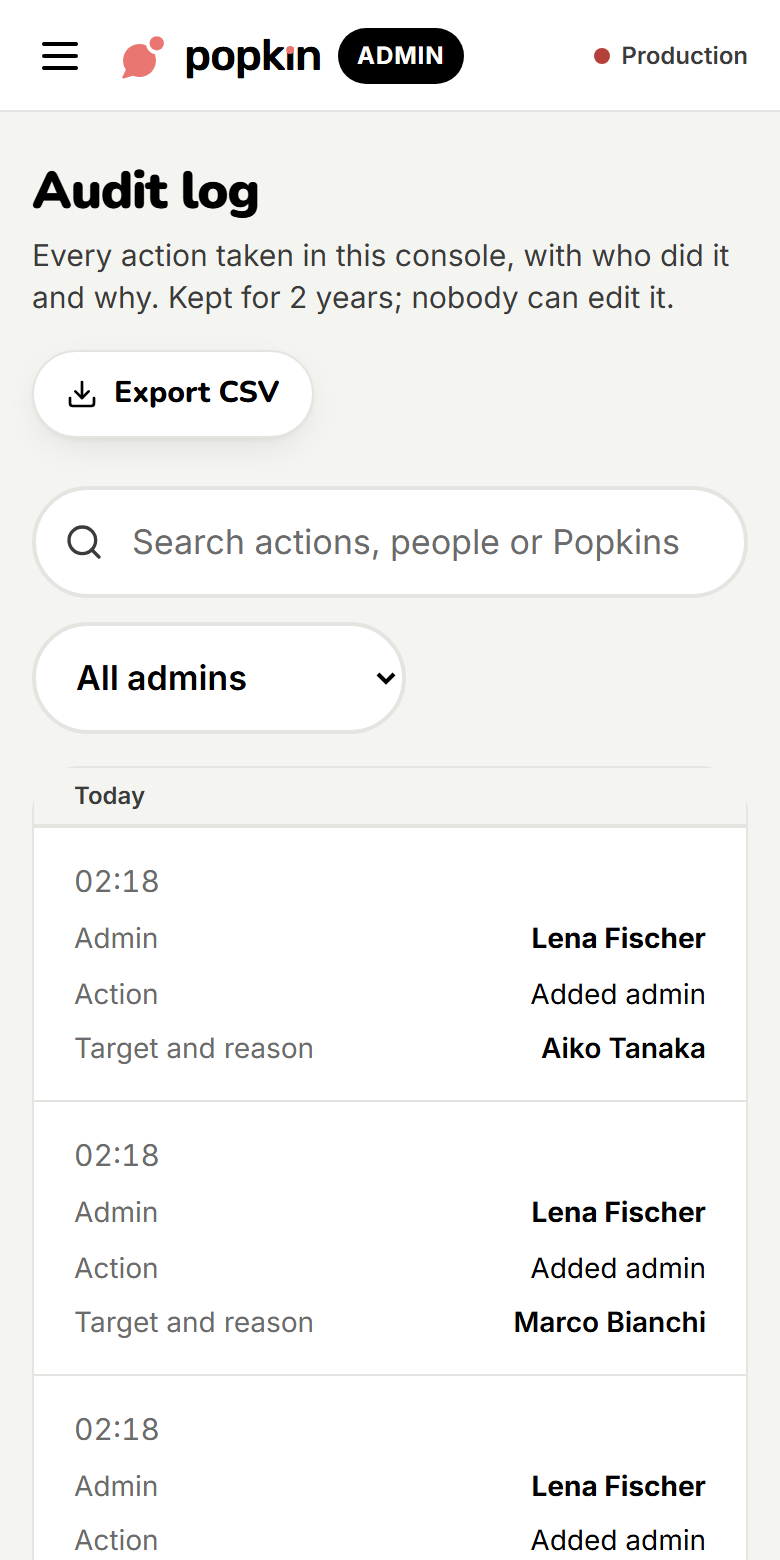 popkin ADMIN Production
Audit log
Every action taken in this console, with who did it
and why. Kept for 2 years; nobody can edit it.
Export CSV
Search actions, people or Popkins
All admins
Today
02:18
Admin Lena Fischer
Action Added admin
Target and reason Aiko Tanaka
02:18
Admin Lena Fischer
Action Added admin
Target and reason Marco Bianchi
02:18
Admin Lena Fischer
Action Added admin